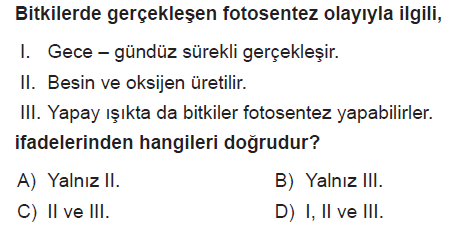 Bitkilerde gerçekleşen fotosentez olayıyla ilgili,
I. Gece – gündüz sürekli gerçekleşir.
II. Besin ve oksijen üretilir.
III. Yapay ışıkta da bitkiler fotosentez yapabilirler.
ifadelerinden hangileri doğrudur?
A) Yalnız II. B) Yalnız III.
C) II ve III. D) I, II ve III.